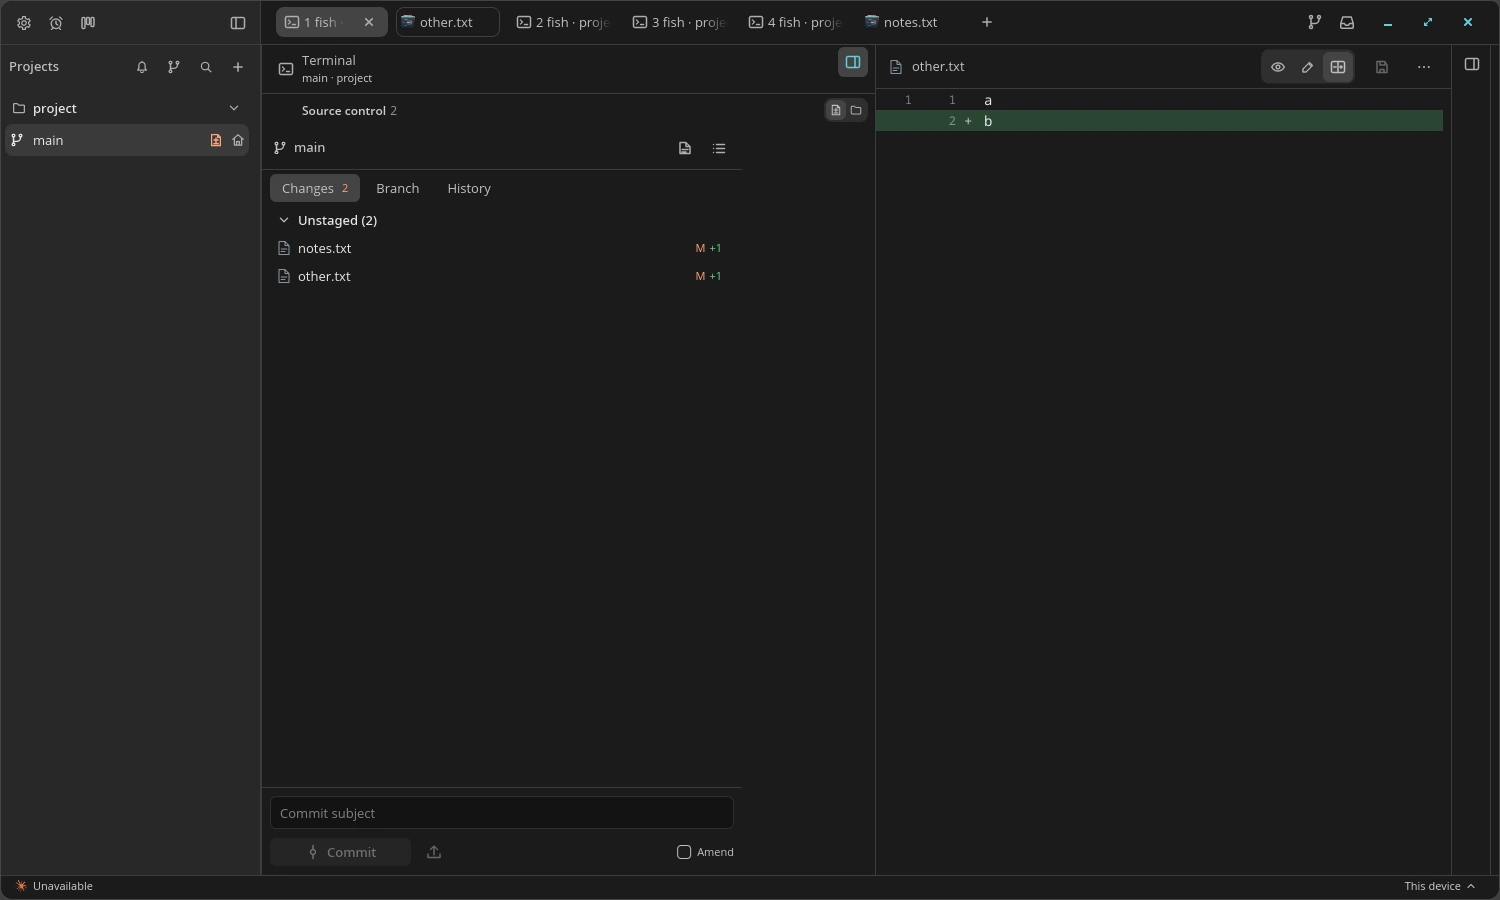 1 fish ·
other.txt
2 fish · proje
3 fish · proje
4 fish · proje
notes.txt
Projects
project
main
Terminal
main · project
Source control 2
main
Changes 2
Branch
History
Unstaged (2)
notes.txt M +1
other.txt M +1
Commit subject
Commit
Amend
other.txt
1 1 a
2 + b
Unavailable
This device